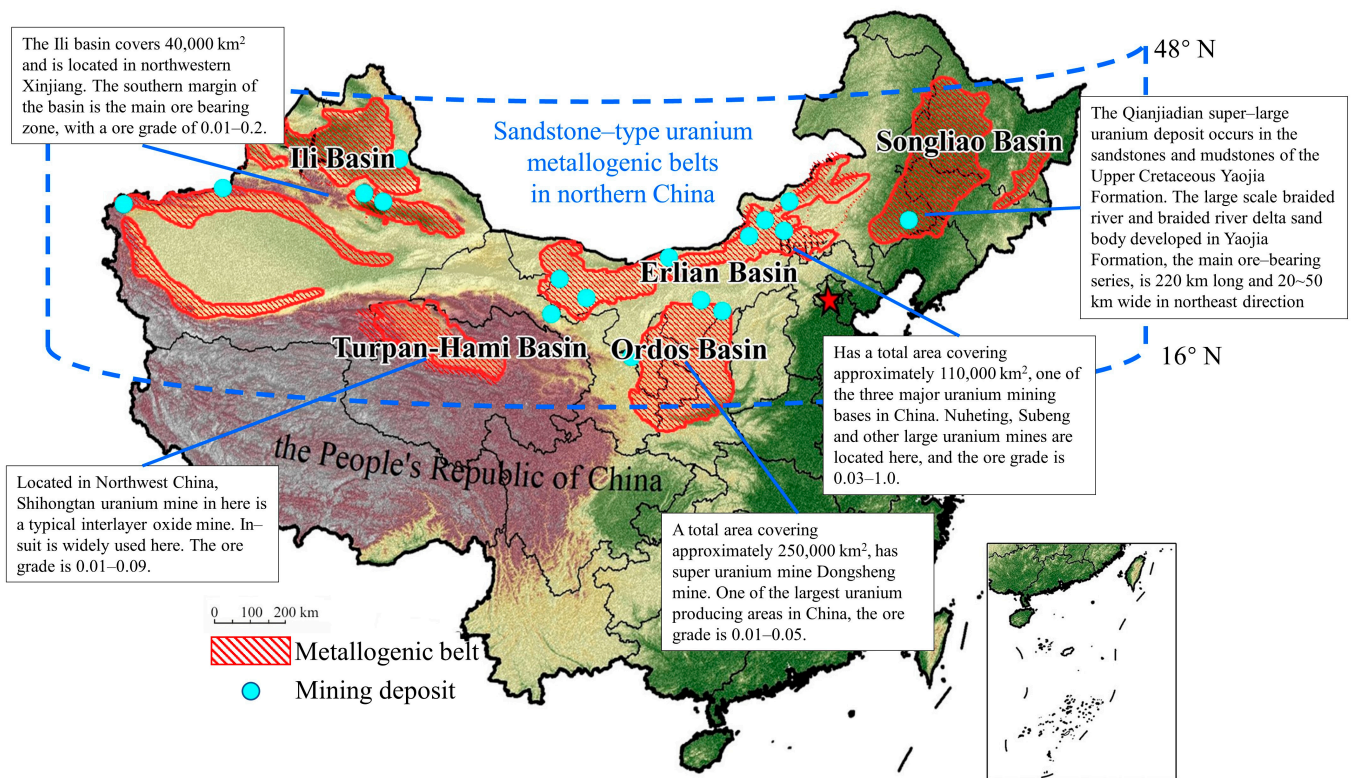 The Ili basin covers 40,000 km²
and is located in northwestern
Xinjiang. The southern margin of
the basin is the main ore bearing
zone, with a ore grade of 0.01–0.2.
48° N
Sandstone–type uranium
metallogenic belts
in northern China
The Qianjiadian super–large
uranium deposit occurs in the
sandstones and mudstones of the
Upper Cretaceous Yaojia
Formation. The large scale braided
river and braided river delta sand
body developed in Yaojia
Formation, the main ore–bearing
series, is 220 km long and 20~50
km wide in northeast direction
Songliao Basin
Ili Basin
Erlian Basin
Turpan-Hami Basin
Ordos Basin
16° N
Has a total area covering
approximately 110,000 km², one of
the three major uranium mining
bases in China. Nuheting, Subeng
and other large uranium mines are
located here, and the ore grade is
0.03–1.0.
the People's Republic of China
Located in Northwest China,
Shihongtan uranium mine in here is
a typical interlayer oxide mine. In–
suit is widely used here. The ore
grade is 0.01–0.09.
A total area covering
approximately 250,000 km², has
super uranium mine Dongsheng
mine. One of the largest uranium
producing areas in China, the ore
grade is 0.01–0.05.
0 100 200 km
Metallogenic belt
Mining deposit